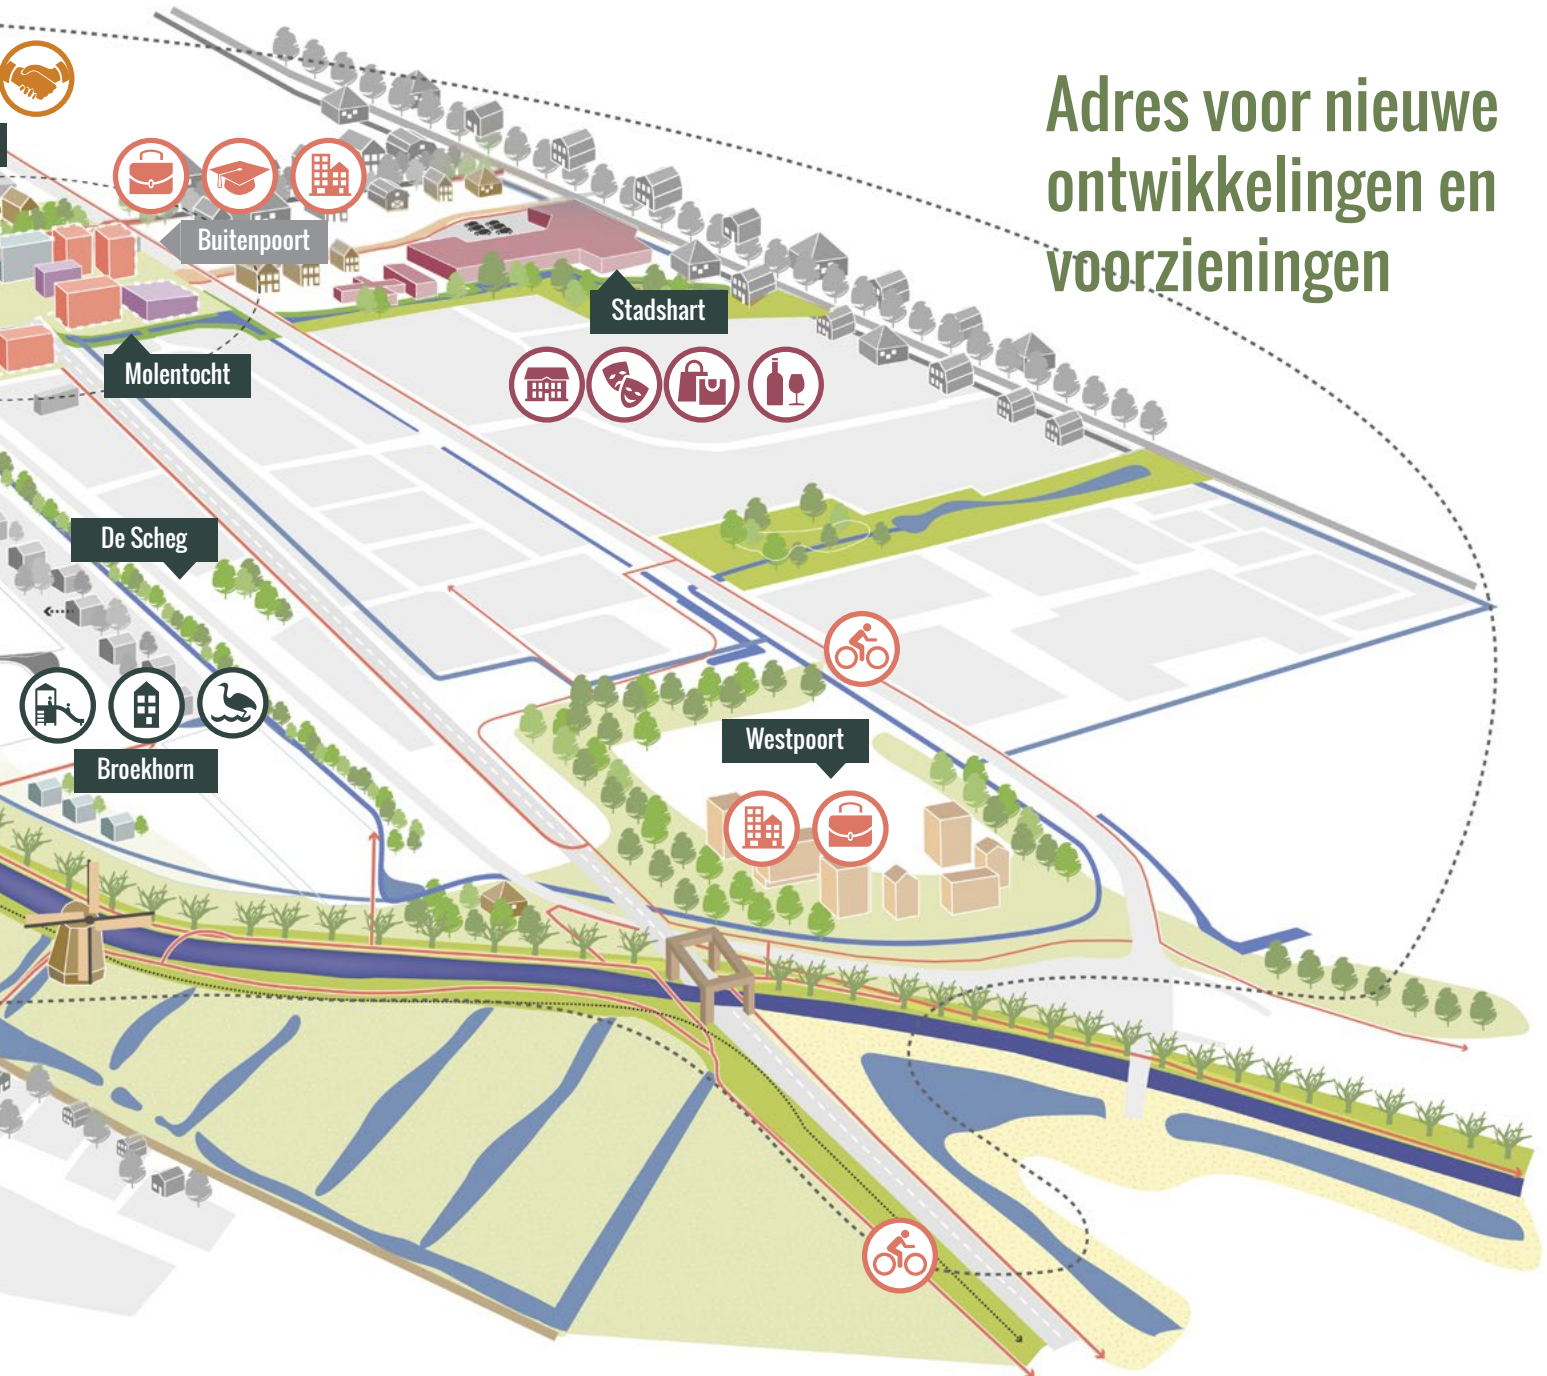 Adres voor nieuwe
ontwikkelingen en
voorzieningen
Buitenpoort
Stadshart
Molentocht
De Scheg
Westpoort
Broekhorn